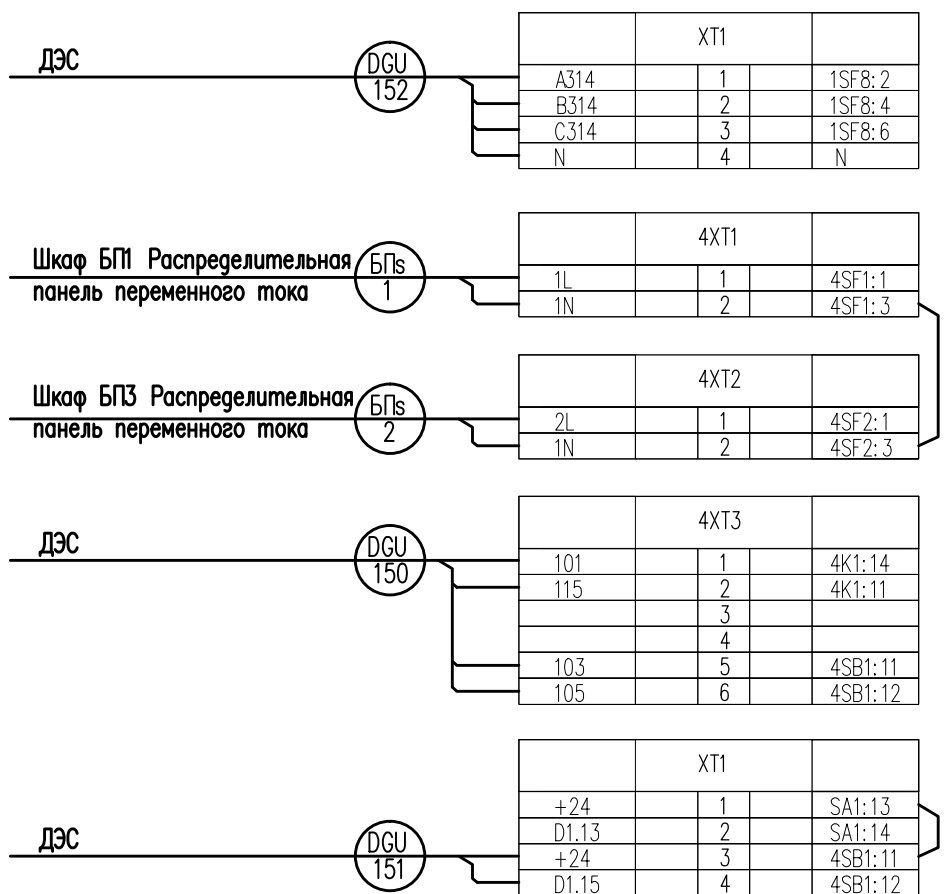 XT1
ДЭС
DGU
152
A314 1 1SF8:2
B314 2 1SF8:4
C314 3 1SF8:6
N 4 N
4XT1
Шкаф БП1 Распределительная
панель переменного тока
БПs
1
1L 1 4SF1:1
1N 2 4SF1:3
4XT2
Шкаф БП3 Распределительная
панель переменного тока
БПs
2
2L 1 4SF2:1
1N 2 4SF2:3
4XT3
ДЭС
DGU
150
101 1 4K1:14
115 2 4K1:11
3
4
103 5 4SB1:11
105 6 4SB1:12
XT1
+24 1 SA1:13
D1.13 2 SA1:14
ДЭС
DGU
151
+24 3 4SB1:11
D1.15 4 4SB1:12